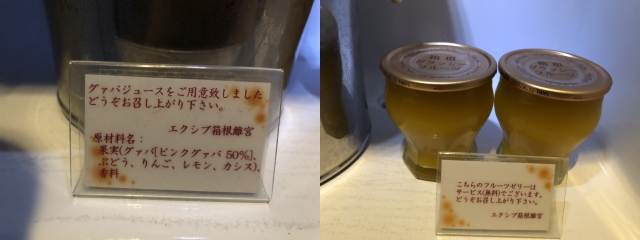 グァバジュースをご用意致しました
どうぞお召し上がり下さい。
エクシブ箱根離宮
原材料名：
果実(グァバ[ピンクグァバ 50%]、
ぶどう、りんご、レモン、カシス)、
香料
箱根
こちらのフルーツゼリーは
サービス(無料)でございます。
どうぞお召し上がり下さい。
エクシブ箱根離宮